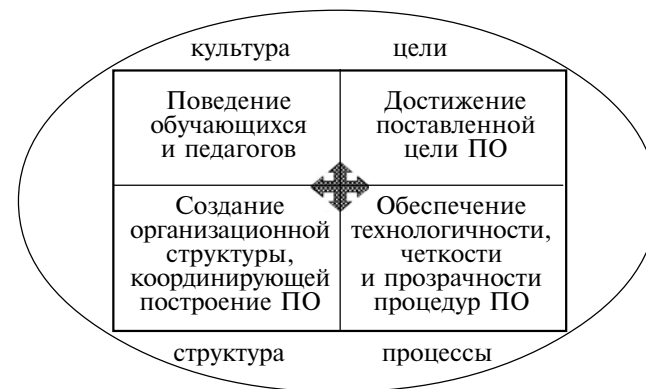 культура цели
Поведение
обучающихся
и педагогов
Достижение
поставленной
цели ПО
Создание
организационной
структуры,
координирующей
построение ПО
Обеспечение
технологичности,
четкости
и прозрачности
процедур ПО
структура процессы